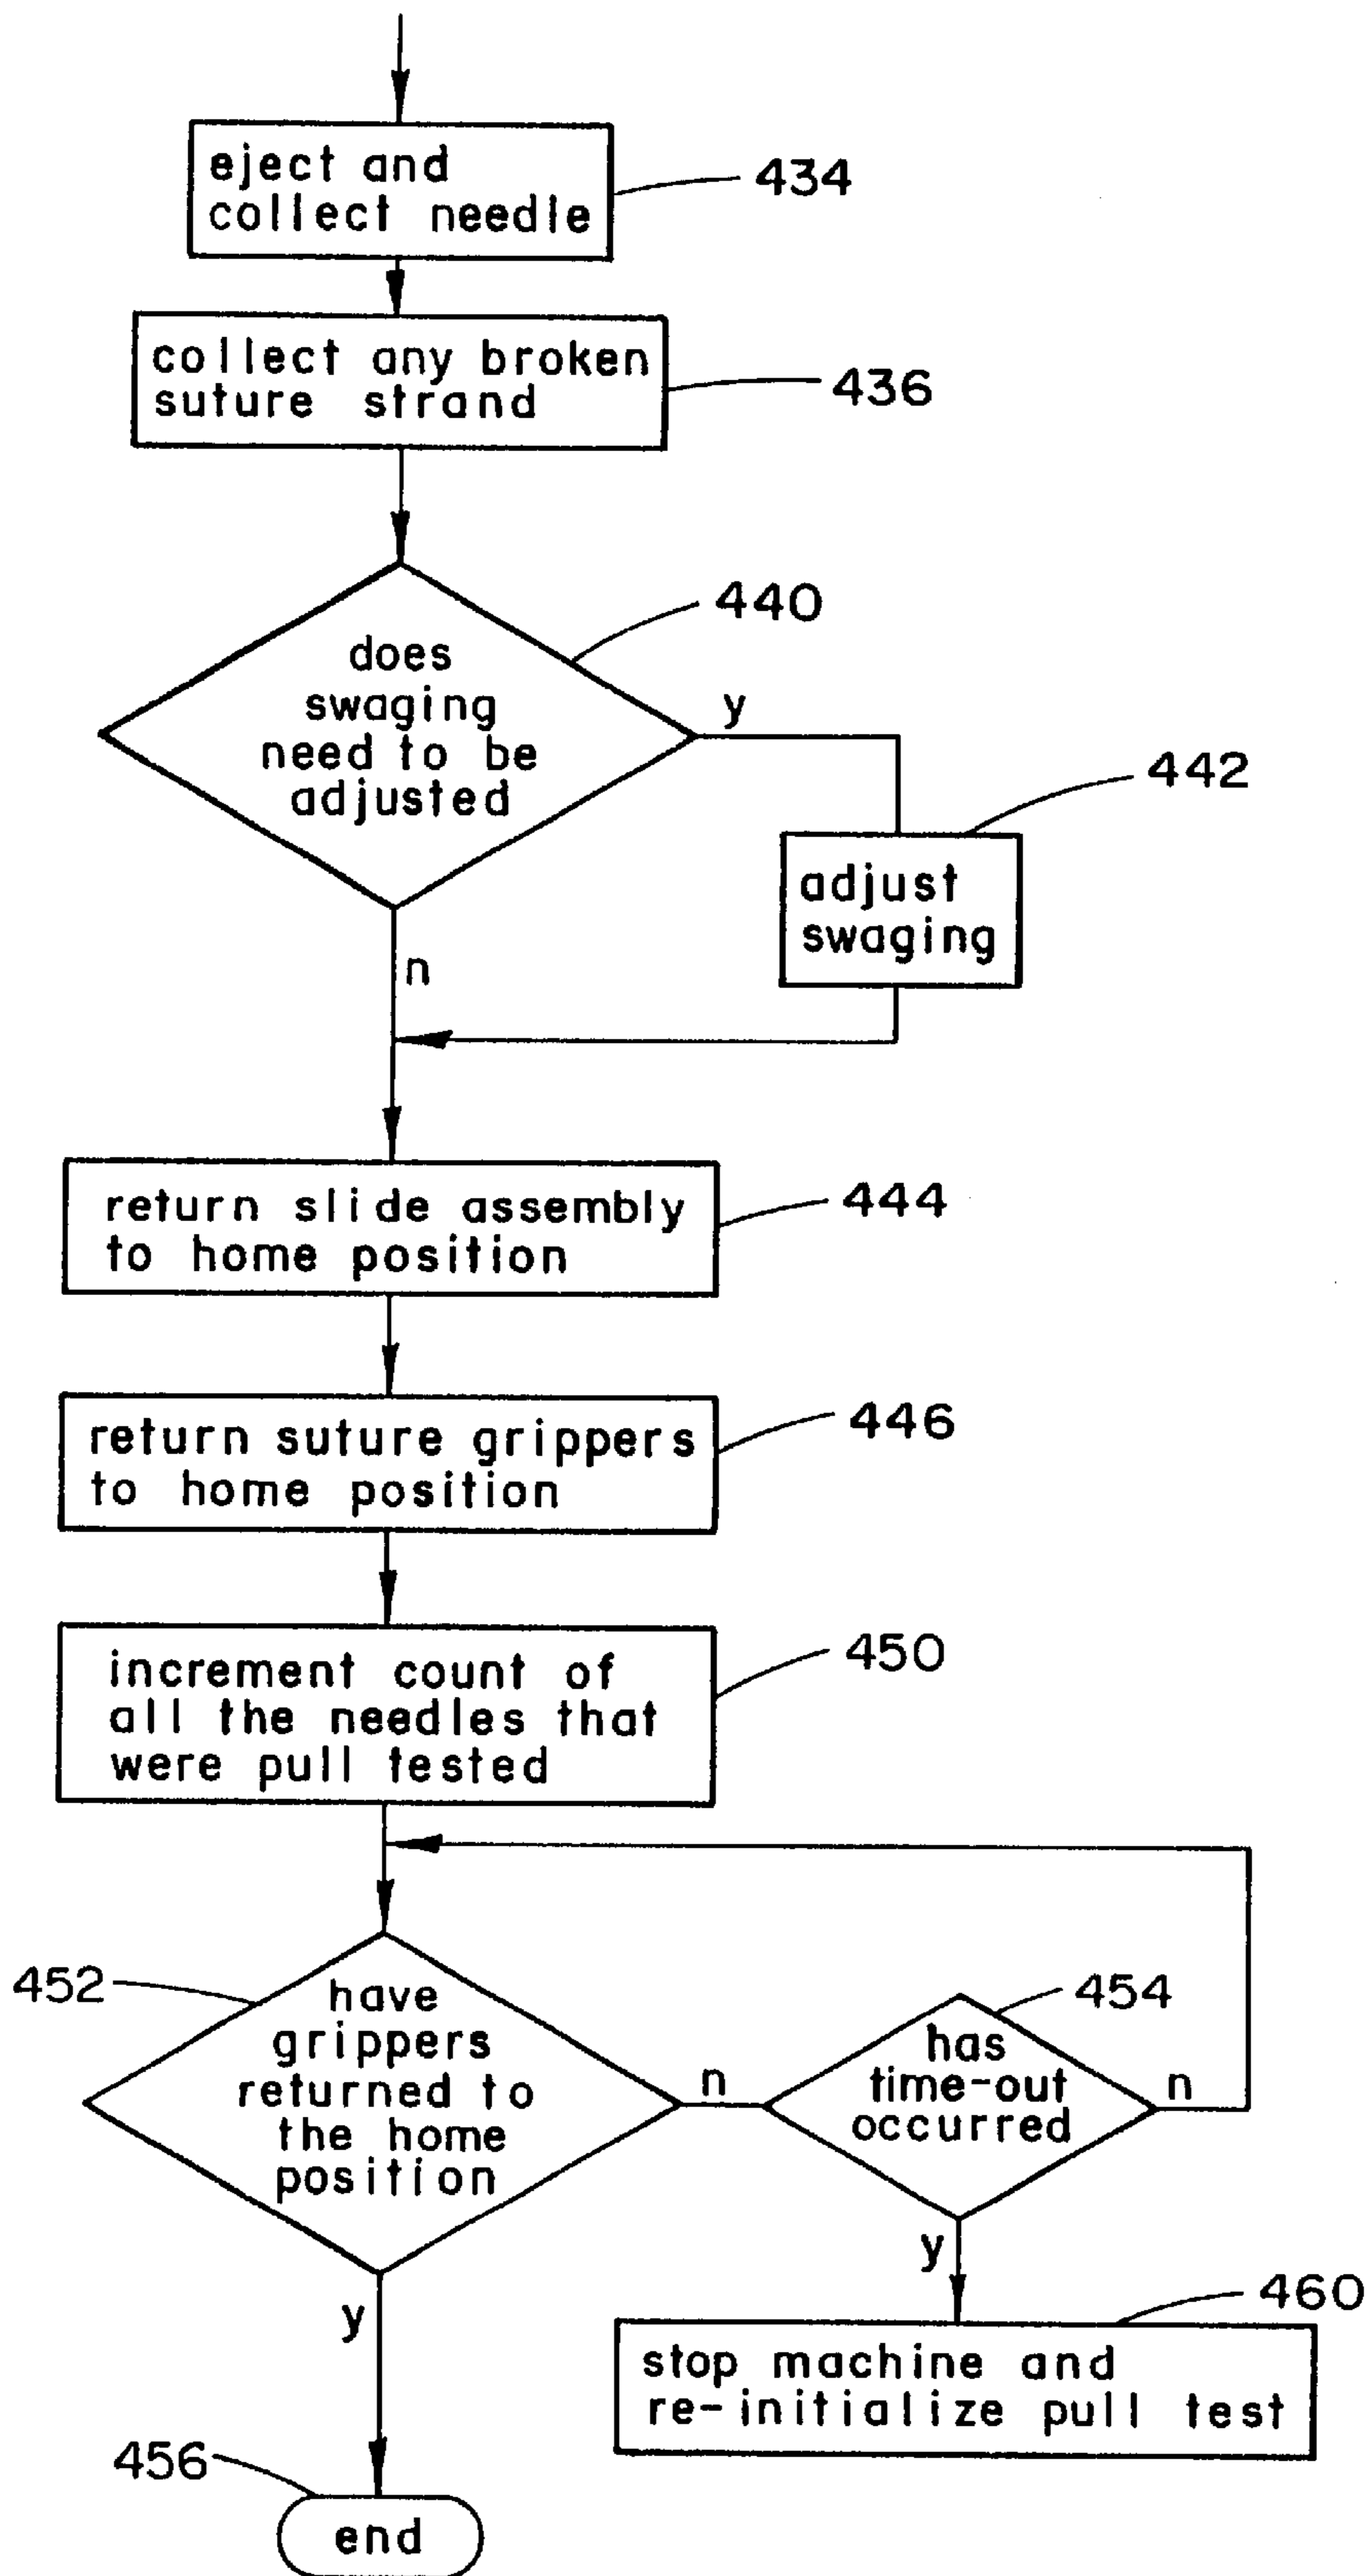 eject and
collect needle
434
collect any broken
suture strand
436
440
does
swaging
need to be
adjusted
y
442
adjust
swaging
n
return slide assembly
to home position
444
return suture grippers
to home position
446
increment count of
all the needles that
were pull tested
450
452
have
grippers
returned to
the home
position
n
454
has
time-out
occurred
n
y
y
460
stop machine and
re-initialize pull test
456
end